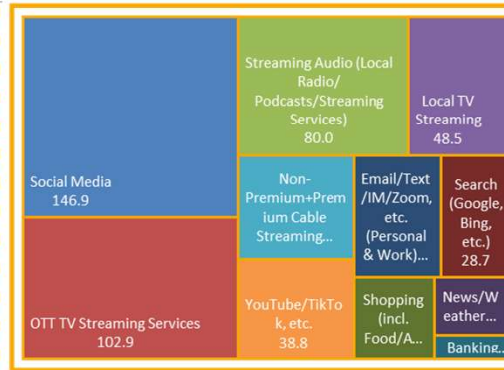 Social Media
146.9
OTT TV Streaming Services
102.9
Streaming Audio (Local
Radio/
Podcasts/Streaming
Services)
80.0
Local TV
Streaming
48.5
Non-
Premium+Prem
ium Cable
Streaming...
Email/Text
/IM/Zoom,
etc.
(Personal
& Work)...
Search
(Google,
Bing,
etc.)
28.7
YouTube/TikTo
k, etc.
38.8
Shopping
(incl.
Food/A...
News/W
eather...
Banking...